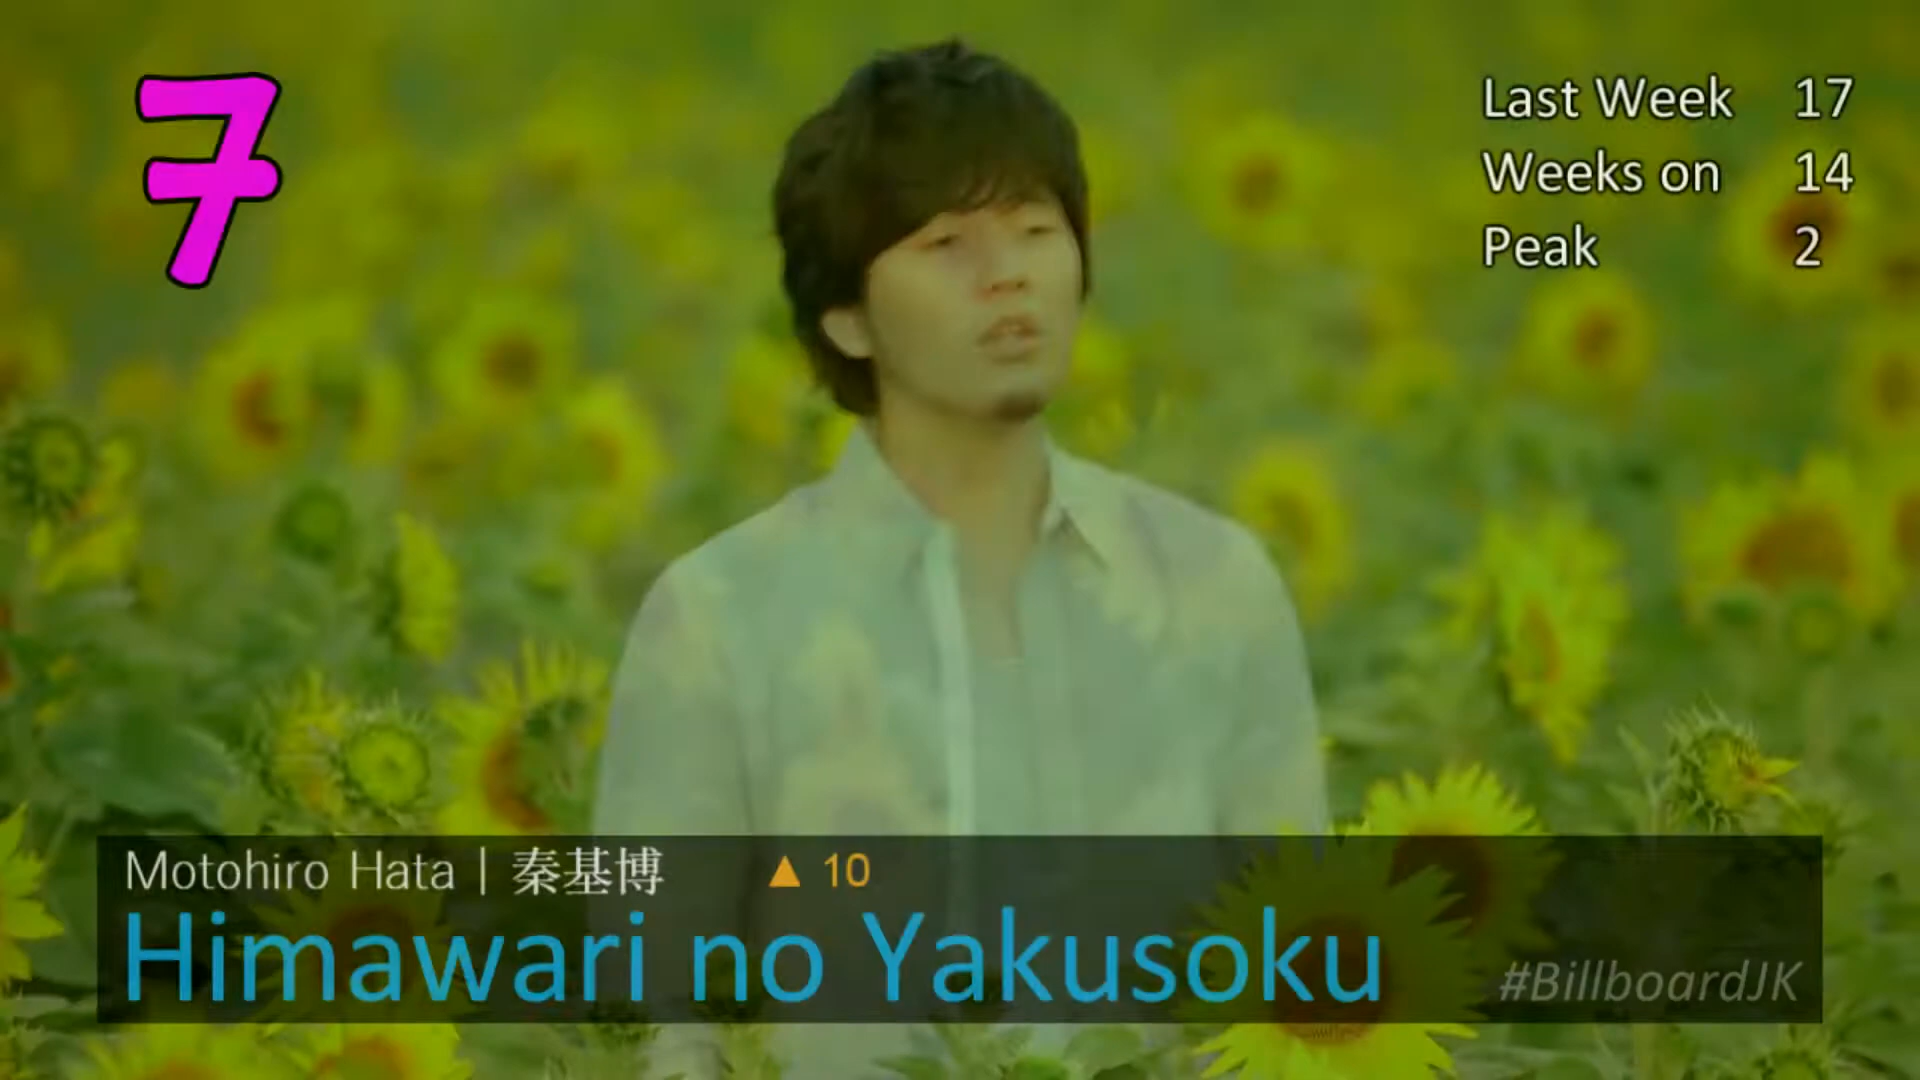 7
Last Week 17
Weeks on 14
Peak 2
Motohiro Hata | 秦基博 ▲ 10
Himawari no Yakusoku
#BillboardJK